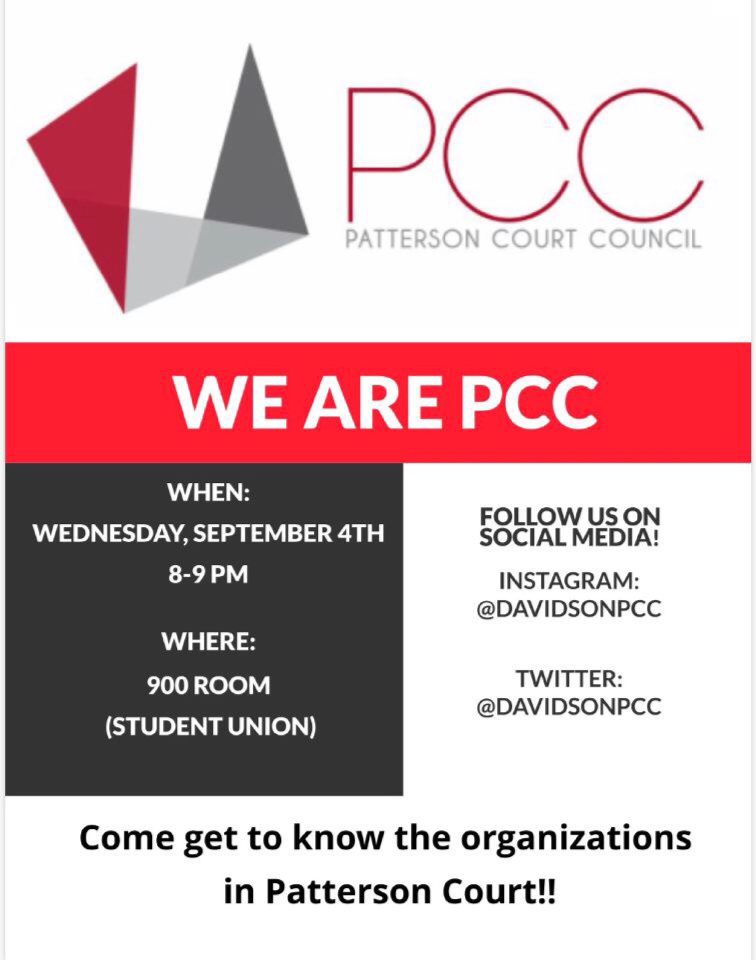 PCC
PATTERSON COURT COUNCIL
WE ARE PCC
WHEN:
WEDNESDAY, SEPTEMBER 4TH
8-9 PM
WHERE:
900 ROOM
(STUDENT UNION)
FOLLOW US ON
SOCIAL MEDIA!
INSTAGRAM:
@DAVIDSONPCC
TWITTER:
@DAVIDSONPCC
Come get to know the organizations
in Patterson Court!!